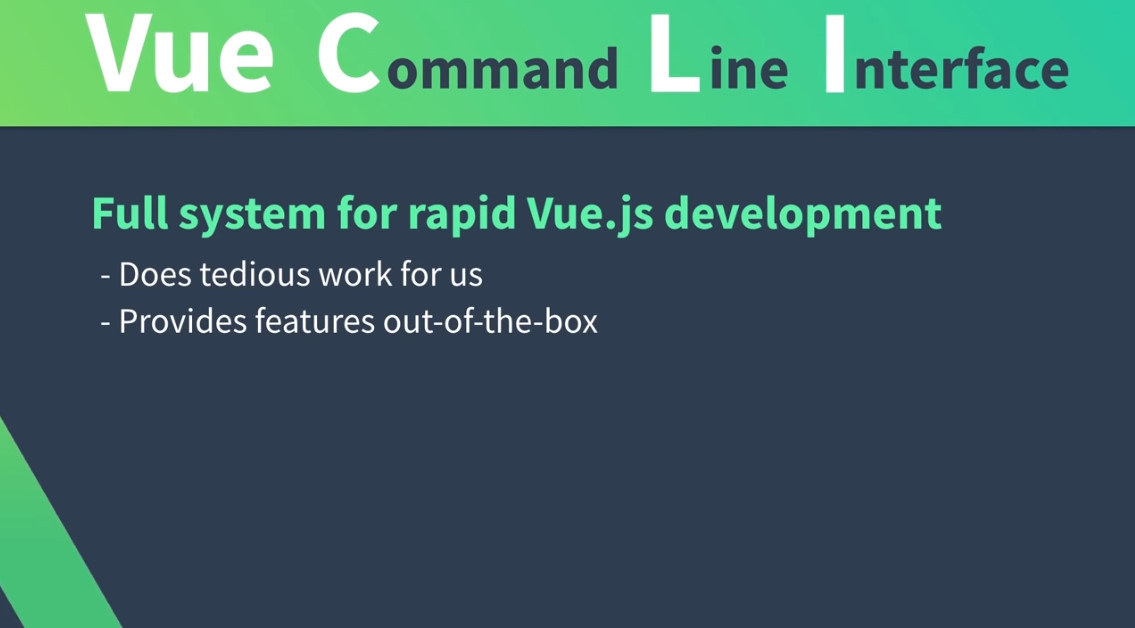 Vue Command Line Interface
Full system for rapid Vue.js development
- Does tedious work for us
- Provides features out-of-the-box